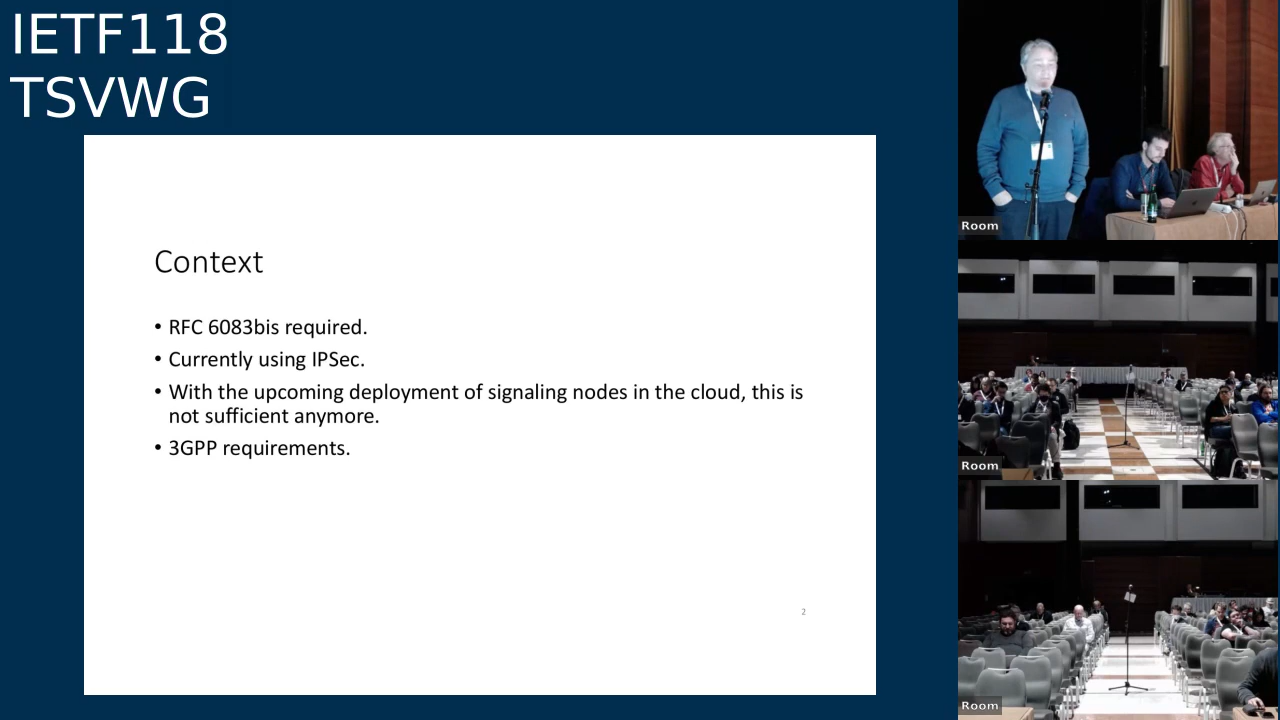 IETF118
TSVWG
Context
• RFC 6083bis required.
• Currently using IPSec.
• With the upcoming deployment of signaling nodes in the cloud, this is
not sufficient anymore.
• 3GPP requirements.
2
Room
Room
Room